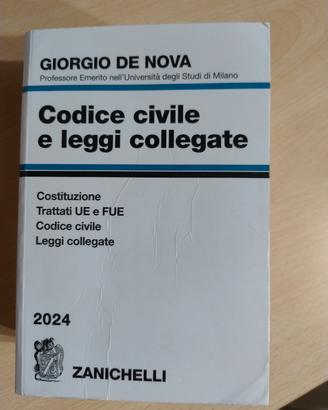 GIORGIO DE NOVA
Professore Emerito nell'Università degli Studi di Milano
Codice civile
e leggi collegate
Costituzione
Trattati UE e FUE
Codice civile
Leggi collegate
2024
ZANICHELLI